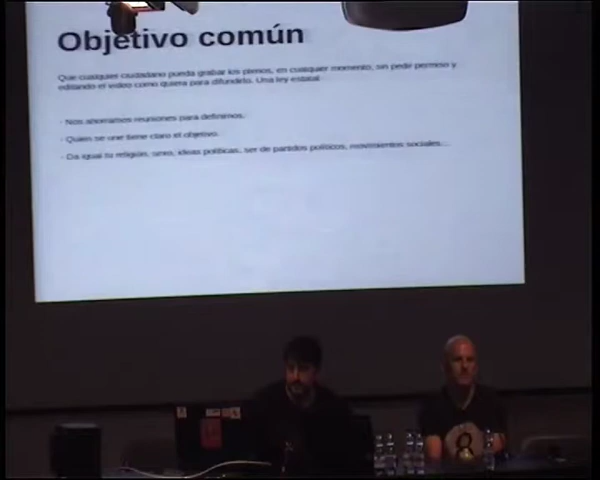 Objetivo común
Que cualquier ciudadano pueda grabar los plenos, en cualquier momento, sin pedir permiso y
editando el video como quiera para difundirlo. Una ley estatal
- Nos ahorramos reuniones para definirnos.
- Quien se une tiene claro el objetivo.
- Da igual tu religión, sexo, ideas políticas, ser de partidos políticos, movimientos sociales...
8